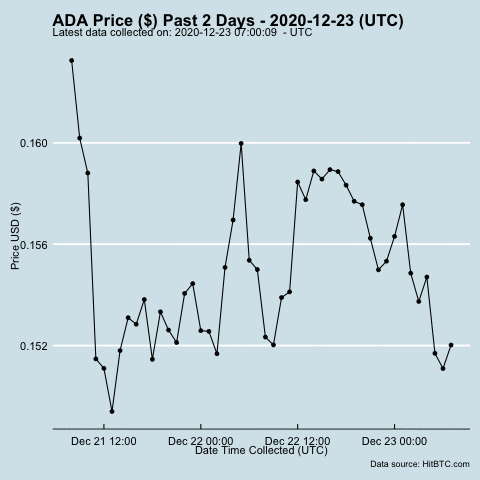 ADA Price ($) Past 2 Days - 2020-12-23 (UTC)
Latest data collected on: 2020-12-23 07:00:09  - UTC
0.160
0.156
0.152
Price USD ($)
Dec 21 12:00 Dec 22 00:00 Dec 22 12:00 Dec 23 00:00
Date Time Collected (UTC)
Data source: HitBTC.com